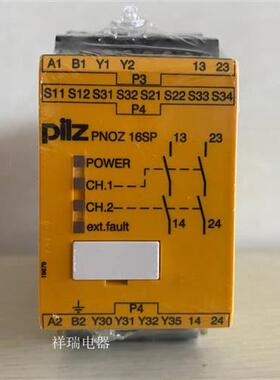 A1 B1 Y1 Y2 13 23
P3
S11 S12 S31 S32 S21 S22 S33 S34
P4
pilz PNOZ 16SP 13 23
POWER
CH.1
CH.2
ext.fault 14 24
P4
A2 B2 Y30 Y31 Y32 Y35 14 24
祥瑞电器